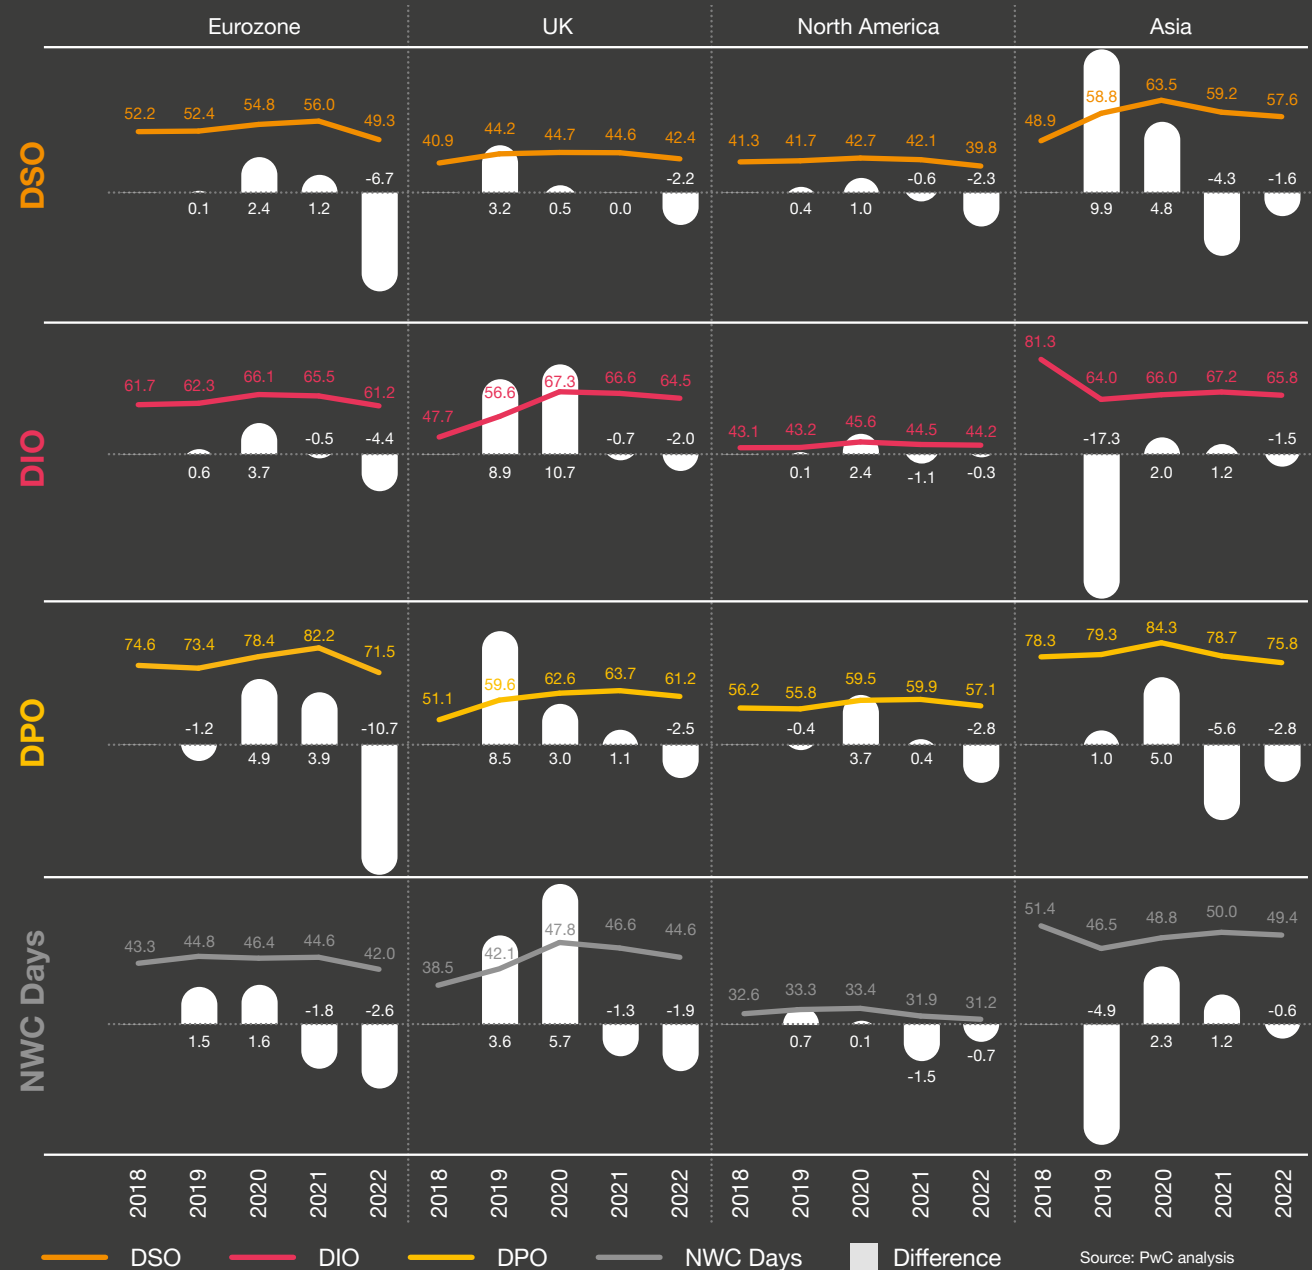 Eurozone UK North America Asia
DSO
52.2 52.4 54.8 56.0 49.3 40.9 44.2 44.7 44.6 42.4 41.3 41.7 42.7 42.1 39.8 48.9 58.8 63.5 59.2 57.6
0.1 2.4 1.2 -6.7 3.2 0.5 0.0 -2.2 0.4 1.0 -0.6 -2.3 9.9 4.8 -4.3 -1.6
DIO
61.7 62.3 66.1 65.5 61.2 47.7 56.6 67.3 66.6 64.5 43.1 43.2 45.6 44.5 44.2 81.3 64.0 66.0 67.2 65.8
0.6 3.7 -0.5 -4.4 8.9 10.7 -0.7 -2.0 0.1 2.4 -1.1 -0.3 -17.3 2.0 1.2 -1.5
DPO
74.6 73.4 78.4 82.2 71.5 51.1 59.6 62.6 63.7 61.2 56.2 55.8 59.5 59.9 57.1 78.3 79.3 84.3 78.7 75.8
-1.2 4.9 3.9 -10.7 8.5 3.0 1.1 -2.5 -0.4 3.7 0.4 -2.8 1.0 5.0 -5.6 -2.8
NWC Days
43.3 44.8 46.4 44.6 42.0 38.5 42.1 47.8 46.6 44.6 32.6 33.3 33.4 31.9 31.2 51.4 46.5 48.8 50.0 49.4
1.5 1.6 -1.8 -2.6 3.6 5.7 -1.3 -1.9 0.7 0.1 -1.5 -0.7 -4.9 2.3 1.2 -0.6
2018 2019 2020 2021 2022 2018 2019 2020 2021 2022 2018 2019 2020 2021 2022 2018 2019 2020 2021 2022
DSO DIO DPO NWC Days Difference Source: PwC analysis